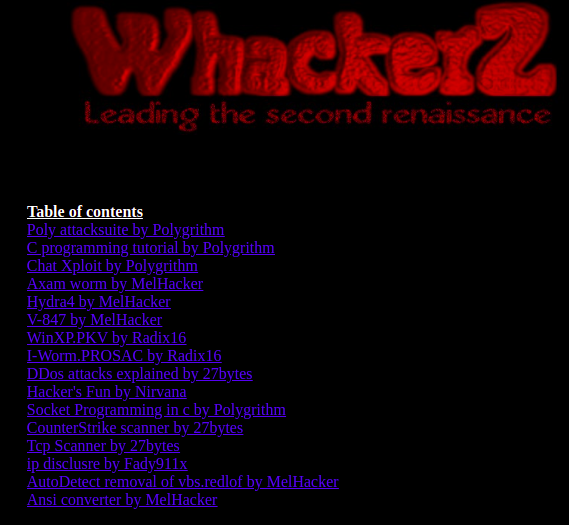 WhackerZ
Leading the second renaissance
Table of contents
Poly attacksuite by Polygrithm
C programming tutorial by Polygrithm
Chat Xploit by Polygrithm
Axam worm by MelHacker
Hydra4 by MelHacker
V-847 by MelHacker
WinXP.PKV by Radix16
I-Worm.PROSAC by Radix16
DDos attacks explained by 27bytes
Hacker's Fun by Nirvana
Socket Programming in c by Polygrithm
CounterStrike scanner by 27bytes
Tcp Scanner by 27bytes
ip disclusre by Fady911x
AutoDetect removal of vbs.redlof by MelHacker
Ansi converter by MelHacker